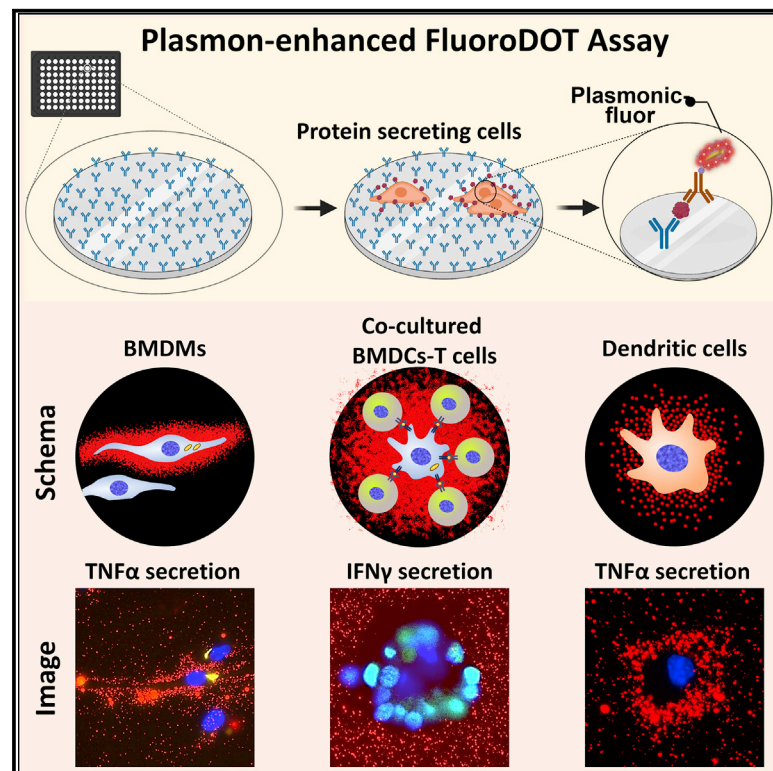 Plasmon-enhanced FluoroDOT Assay
Protein secreting cells
Plasmonic-
fluor
BMDMs
Co-cultured
BMDCs-T cells
Dendritic cells
Schema
TNFα secretion
IFNγ secretion
TNFα secretion
Image